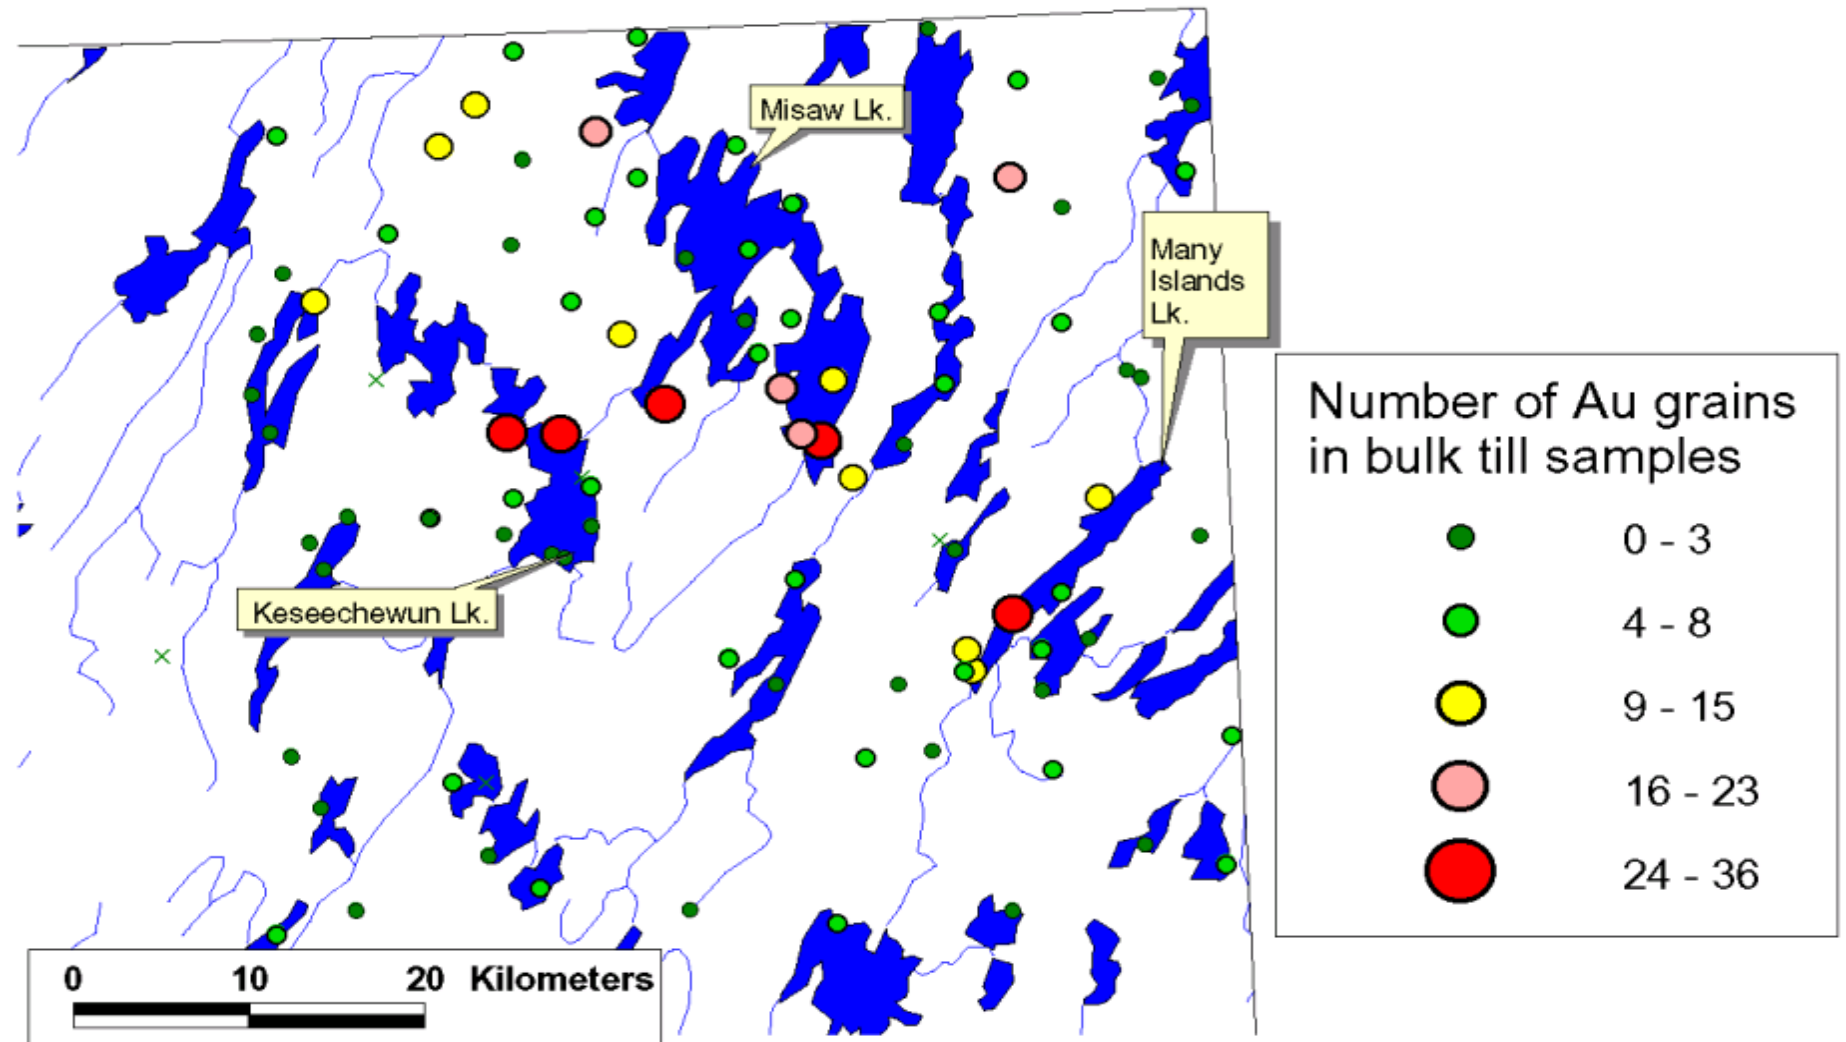 Misaw Lk.
Many
Islands
Lk.
Keseechewun Lk.
Number of Au grains
in bulk till samples
0 - 3
4 - 8
9 - 15
16 - 23
24 - 36
0 10 20 Kilometers